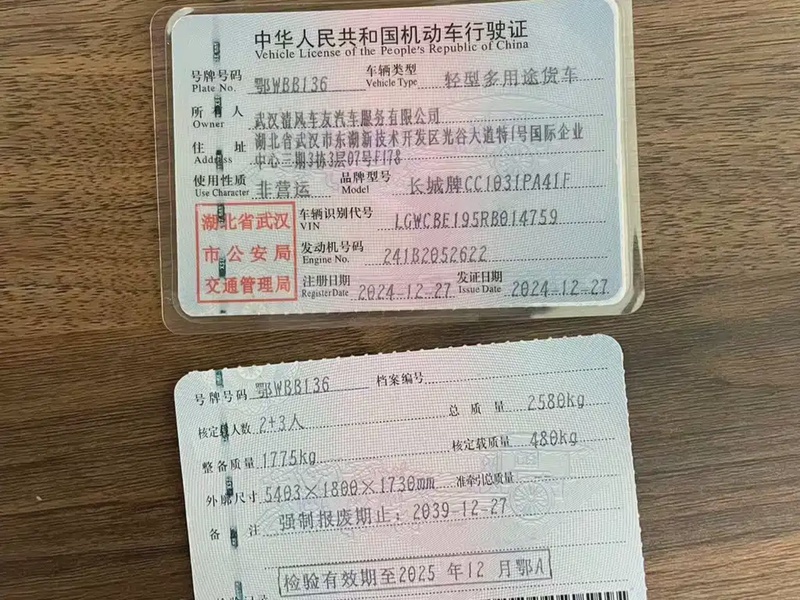 中华人民共和国机动车行驶证
Vehicle License of the People's Republic of China
号牌号码 鄂WBB136 车辆类型 轻型多用途货车
Plate No. Vehicle Type
所有人 武汉清风车友汽车服务有限公司
Owner
住址 湖北省武汉市东湖新技术开发区光谷大道特1号国际企业
Address 中心三期3栋3层07号F178
使用性质 非营运 品牌型号 长城牌CC1031PA41F
Use Character Model
湖北省武汉
市公安局
交通管理局
车辆识别代号 LGWCBE195RB014759
VIN
发动机号码 241B2052622
Engine No.
注册日期 2024-12-27 发证日期 2024-12-27
Register Date Issue Date
号牌号码 鄂WBB136 档案编号
核定人数 2+3人 总质量 2580kg
整备质量 1775kg 核定载质量 480kg
外廓尺寸 5403×1800×1730mm 准牵引总质量
备注 强制报废期止：2039-12-27
检验有效期至2025 年12 月鄂A